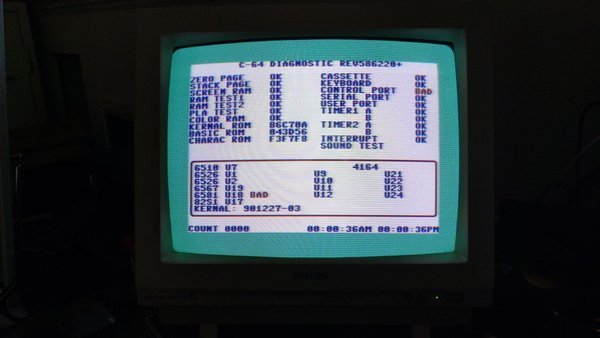 C-64 DIAGNOSTIC REV586220+
ZERO PAGE OK CASSETTE OK
STACK PAGE OK KEYBOARD OK
SCREEN RAM OK CONTROL PORT BAD
RAM TEST1 OK SERIAL PORT OK
RAM TEST2 OK USER PORT OK
PLA TEST OK TIMER1 A OK
COLOR RAM OK B OK
KERNAL ROM B6C78A TIMER2 A OK
BASIC ROM 843D56 B OK
CHARAC ROM F3F7F8 INTERRUPT OK
SOUND TEST
6510 U7 4164
6526 U1 U9 U21
6526 U2 U10 U22
6567 U19 U11 U23
6581 U18 BAD U12 U24
82S1 U17
KERNAL: 901227-03
COUNT 0000 00:00:36AM 00:00:36PM
PHILIPS